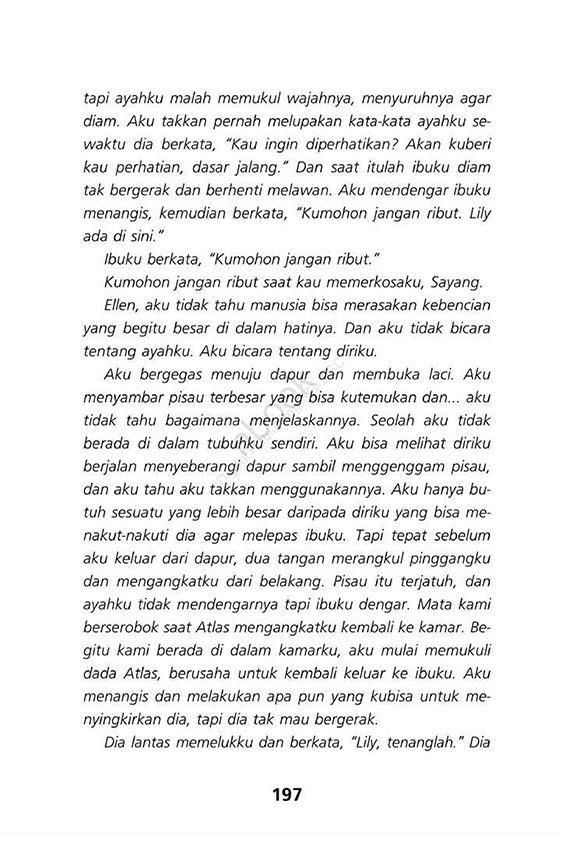 tapi ayahku malah memukul wajahnya, menyuruhnya agar
diam. Aku takkan pernah melupakan kata-kata ayahku se-
waktu dia berkata, “Kau ingin diperhatikan? Akan kuberi
kau perhatian, dasar jalang.” Dan saat itulah ibuku diam
tak bergerak dan berhenti melawan. Aku mendengar ibuku
menangis, kemudian berkata, “Kumohon jangan ribut. Lily
ada di sini.”
Ibuku berkata, “Kumohon jangan ribut.”
Kumohon jangan ribut saat kau memerkosaku, Sayang.
Ellen, aku tidak tahu manusia bisa merasakan kebencian
yang begitu besar di dalam hatinya. Dan aku tidak bicara
tentang ayahku. Aku bicara tentang diriku.
Aku bergegas menuju dapur dan membuka laci. Aku
menyambar pisau terbesar yang bisa kutemukan dan... aku
tidak tahu bagaimana menjelaskannya. Seolah aku tidak
berada di dalam tubuhku sendiri. Aku bisa melihat diriku
berjalan menyeberangi dapur sambil menggenggam pisau,
dan aku tahu aku takkan menggunakannya. Aku hanya bu-
tuh sesuatu yang lebih besar daripada diriku yang bisa me-
nakut-nakuti dia agar melepas ibuku. Tapi tepat sebelum
aku keluar dari dapur, dua tangan merangkul pinggangku
dan mengangkatku dari belakang. Pisau itu terjatuh, dan
ayahku tidak mendengarnya tapi ibuku dengar. Mata kami
berserobok saat Atlas mengangkatku kembali ke kamar. Be-
gitu kami berada di dalam kamarku, aku mulai memukuli
dada Atlas, berusaha untuk kembali keluar ke ibuku. Aku
menangis dan melakukan apa pun yang kubisa untuk me-
nyingkirkan dia, tapi dia tak mau bergerak.
Dia lantas memelukku dan berkata, “Lily, tenanglah.” Dia
197